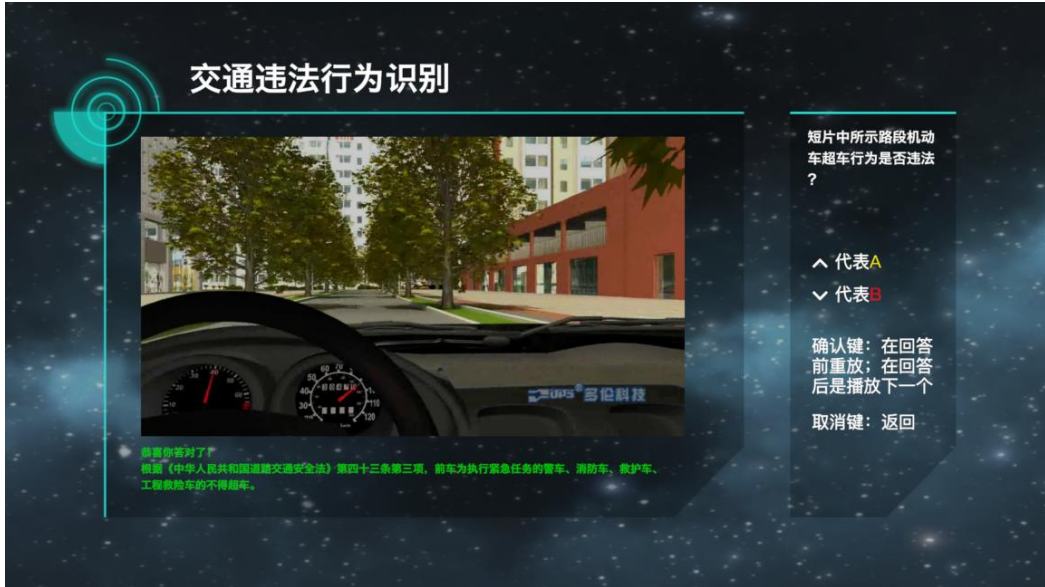 交通违法行为识别
短片中所示路段机动
车超车行为是否违法
?
代表A
代表B
确认键：在回答
前重放；在回答
后是播放下一个
取消键：返回
多伦科技
恭喜你答对了！
根据《中华人民共和国道路交通安全法》第四十三条第三项，前车为执行紧急任务的警车、消防车、救护车、
工程救险车的不得超车。